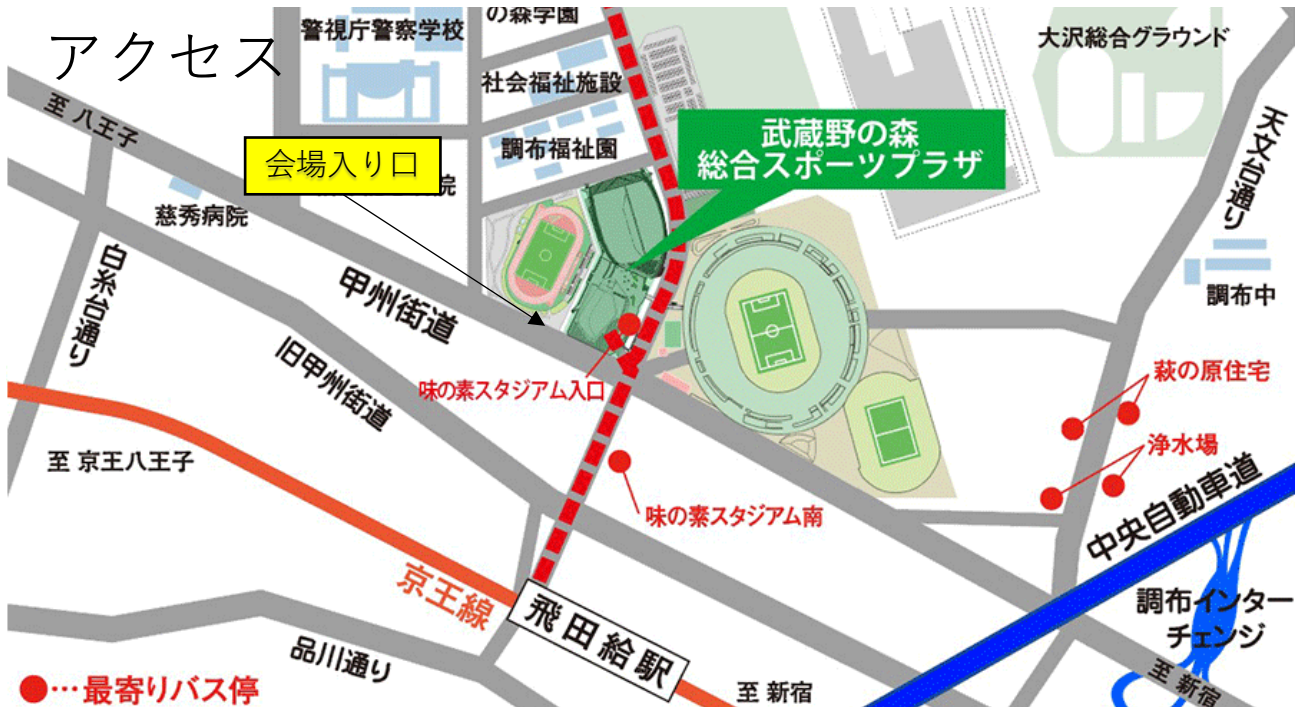 アクセス
警視庁警察学校
の森学園
大沢総合グラウンド
社会福祉施設
至 八王子
武蔵野の森
総合スポーツプラザ
天文台通り
調布福祉園
会場入り口
院
慈秀病院
白糸台通り
甲州街道
調布中
旧甲州街道
味の素スタジアム入口
萩の原住宅
至 京王八王子
浄水場
味の素スタジアム南
中央自動車道
京王線
飛田給駅
調布インター
チェンジ
品川通り
●…最寄りバス停
至 新宿
至 新宿